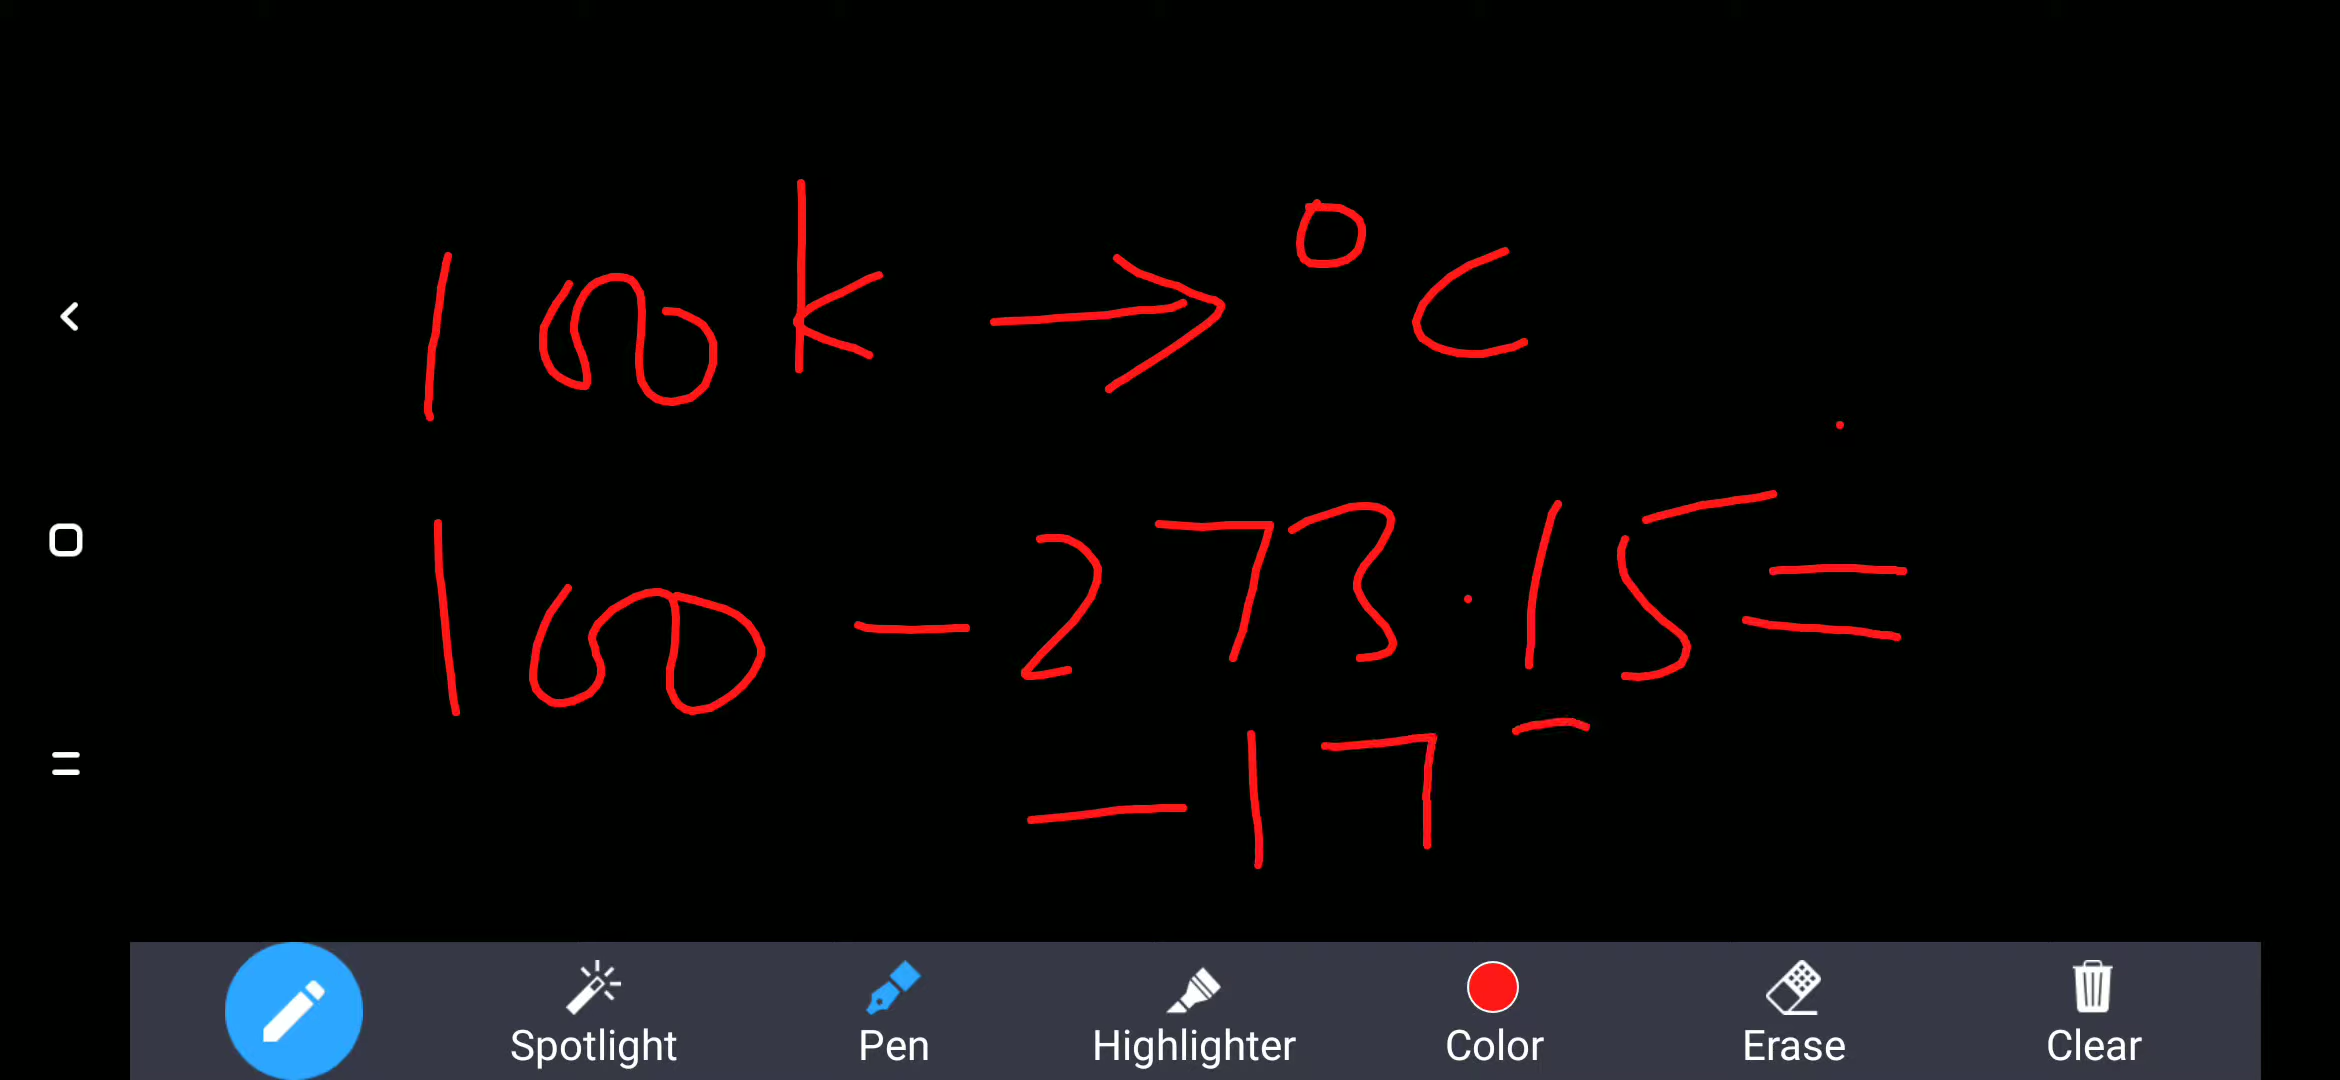 100k → °C
100 - 273.15 =
- 17
Spotlight Pen Highlighter Color Erase Clear